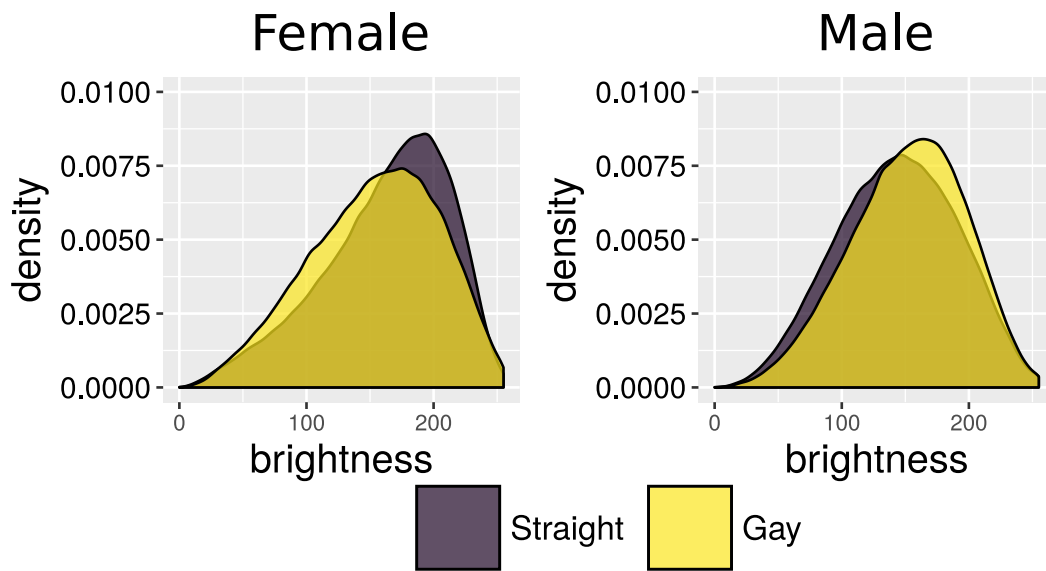 Female Male
0.0100 0.0100
0.0075 0.0075
0.0050 0.0050
0.0025 0.0025
0.0000 0.0000
density density
0 100 200 0 100 200
brightness brightness
Straight Gay